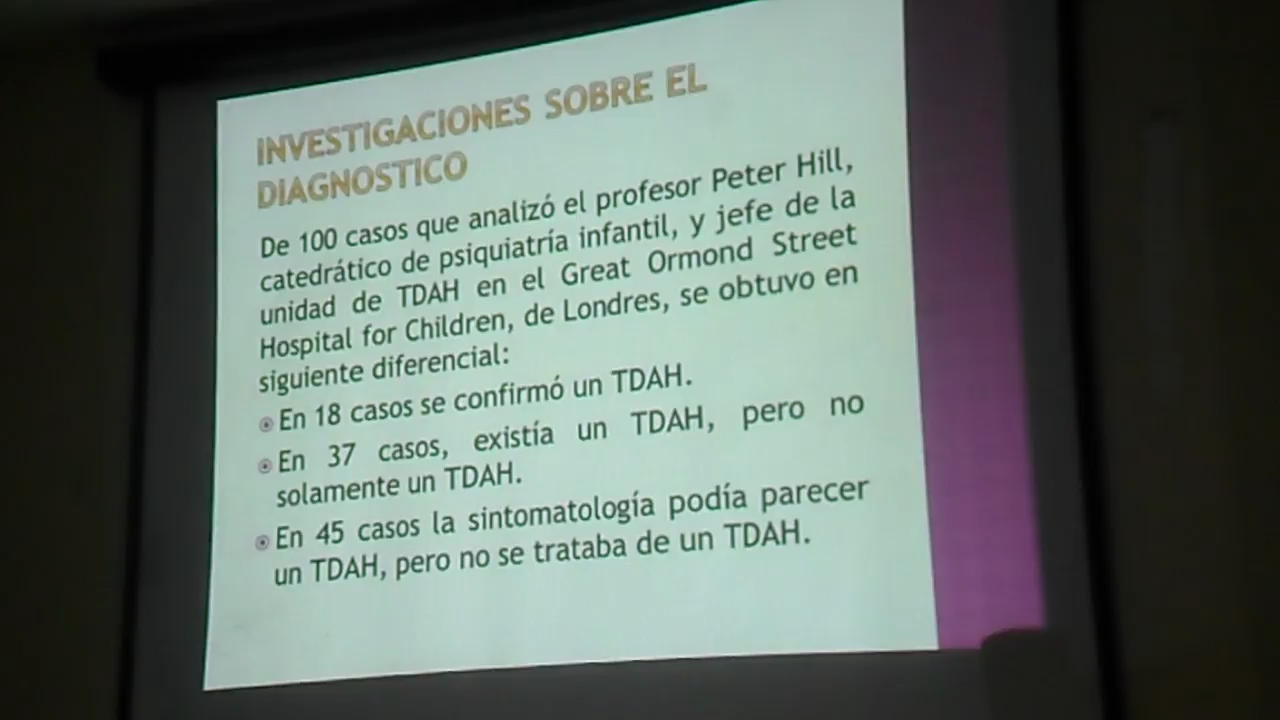 INVESTIGACIONES SOBRE EL
DIAGNOSTICO
De 100 casos que analizó el profesor Peter Hill,
catedrático de psiquiatría infantil, y jefe de la
unidad de TDAH en el Great Ormond Street
Hospital for Children, de Londres, se obtuvo en
siguiente diferencial:
En 18 casos se confirmó un TDAH.
En 37 casos, existía un TDAH, pero no
solamente un TDAH.
En 45 casos la sintomatología podía parecer
un TDAH, pero no se trataba de un TDAH.